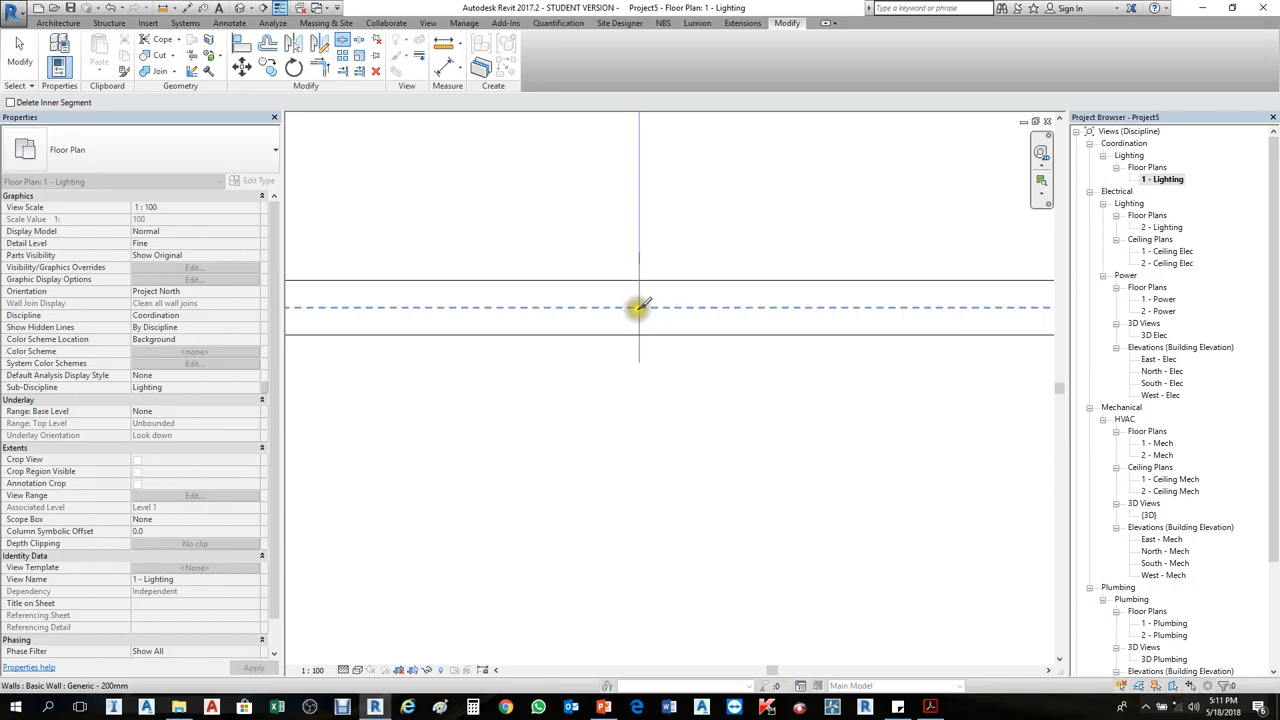 Autodesk Revit 2017.2 - STUDENT VERSION - Project5 - Floor Plan: 1 - Lighting
Type a keyword or phrase
Sign In
Architecture Structure Insert Systems Annotate Analyze Massing & Site Collaborate View Manage Add-Ins Quantification Site Designer NBS Lumion Extensions Modify
Modify
Paste
Cope
Cut
Join
Select Properties Clipboard Geometry Modify View Measure Create
Delete Inner Segment
Properties
Floor Plan
Floor Plan: 1 - Lighting
Edit Type
Graphics
View Scale 1 : 100
Scale Value 1: 100
Display Model Normal
Detail Level Fine
Parts Visibility Show Original
Visibility/Graphics Overrides Edit...
Graphic Display Options Edit...
Orientation Project North
Wall Join Display Clean all wall joins
Discipline Coordination
Show Hidden Lines By Discipline
Color Scheme Location Background
Color Scheme <none>
System Color Schemes Edit...
Default Analysis Display Style None
Sub-Discipline Lighting
Underlay
Range: Base Level None
Range: Top Level Unbounded
Underlay Orientation Look down
Extents
Crop View
Crop Region Visible
Annotation Crop
View Range Edit...
Associated Level Level 1
Scope Box None
Column Symbolic Offset 0.0
Depth Clipping No clip
Identity Data
View Template <None>
View Name 1 - Lighting
Dependency Independent
Title on Sheet
Referencing Sheet
Referencing Detail
Phasing
Phase Filter Show All
Properties help
Apply
Project Browser - Project5
Views (Discipline)
Coordination
Lighting
Floor Plans
1 - Lighting
Electrical
Lighting
Floor Plans
2 - Lighting
Ceiling Plans
1 - Ceiling Elec
2 - Ceiling Elec
Power
Floor Plans
1 - Power
2 - Power
3D Views
3D Elec
Elevations (Building Elevation)
East - Elec
North - Elec
South - Elec
West - Elec
Mechanical
HVAC
Floor Plans
1 - Mech
2 - Mech
Ceiling Plans
1 - Ceiling Mech
2 - Ceiling Mech
3D Views
{3D}
Elevations (Building Elevation)
East - Mech
North - Mech
South - Mech
West - Mech
Plumbing
Plumbing
Floor Plans
1 - Plumbing
2 - Plumbing
3D Views
3D Plumbing
Elevations (Building Elevation)
1 : 100
Walls : Basic Wall : Generic - 200mm
:0
Main Model
:0
5:11 PM
5/18/2018